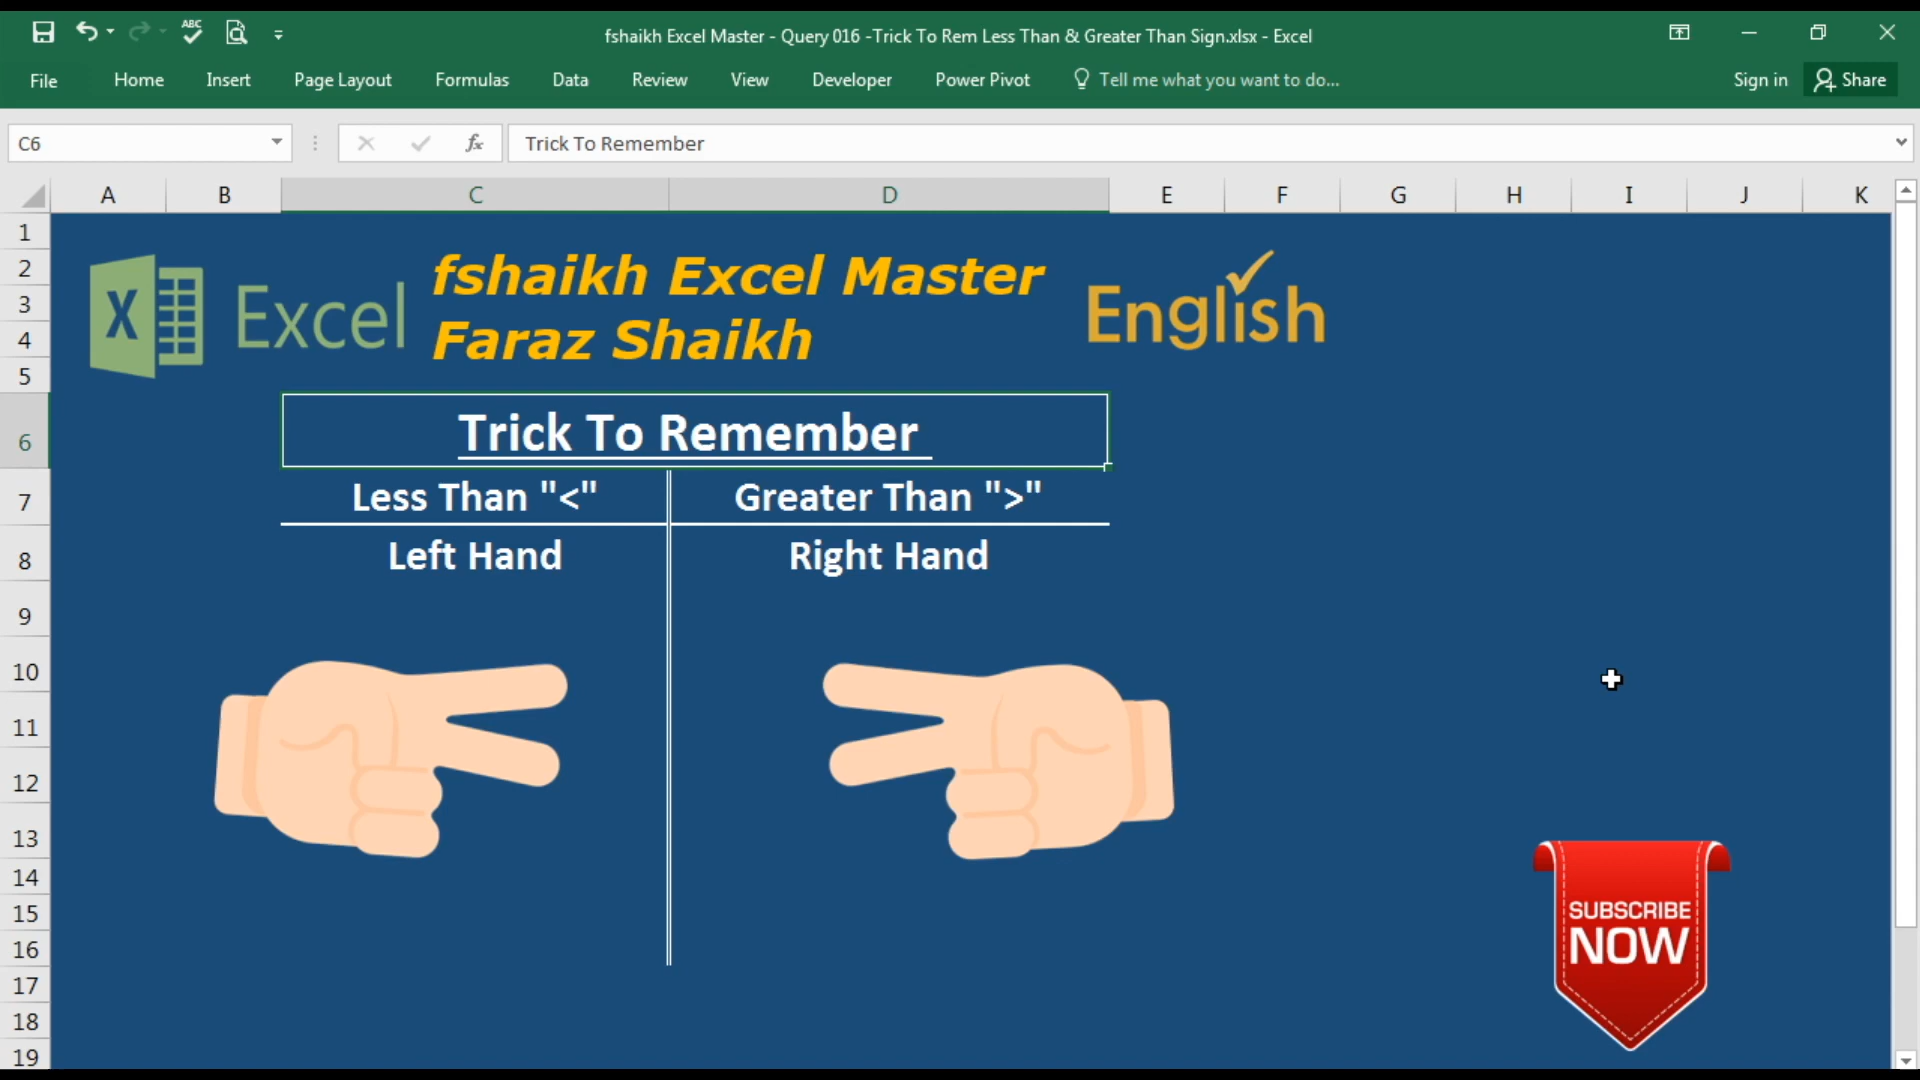 ABC
fshaikh Excel Master - Query 016 -Trick To Rem Less Than & Greater Than Sign.xlsx - Excel
File Home Insert Page Layout Formulas Data Review View Developer Power Pivot Tell me what you want to do... Sign in Share
C6 fx Trick To Remember
A B C D E F G H I J K
1
2
3
4
5
6
7
8
9
10
11
12
13
14
15
16
17
18
19
X Excel
fshaikh Excel Master
Faraz Shaikh
English
Trick To Remember
Less Than "<" Greater Than ">"
Left Hand Right Hand
SUBSCRIBE
NOW